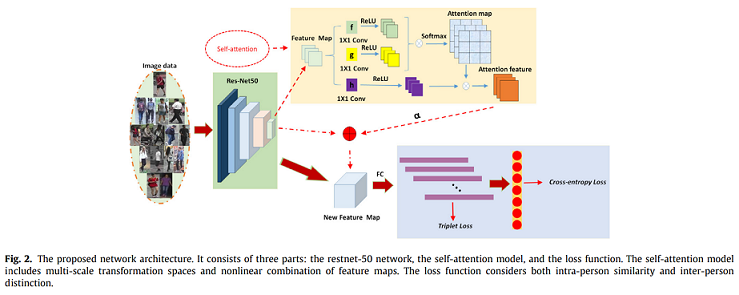 Self-attention
Feature Map
f
ReLU
1X1 Conv
g
ReLU
1X1 Conv
h
ReLU
1X1 Conv
Softmax
Attention map
Attention feature
Image data
Res-Net50
α
New Feature Map
FC
Triplet Loss
Cross-entropy Loss
Fig. 2. The proposed network architecture. It consists of three parts: the restnet-50 network, the self-attention model, and the loss function. The self-attention model
includes multi-scale transformation spaces and nonlinear combination of feature maps. The loss function considers both intra-person similarity and inter-person
distinction.